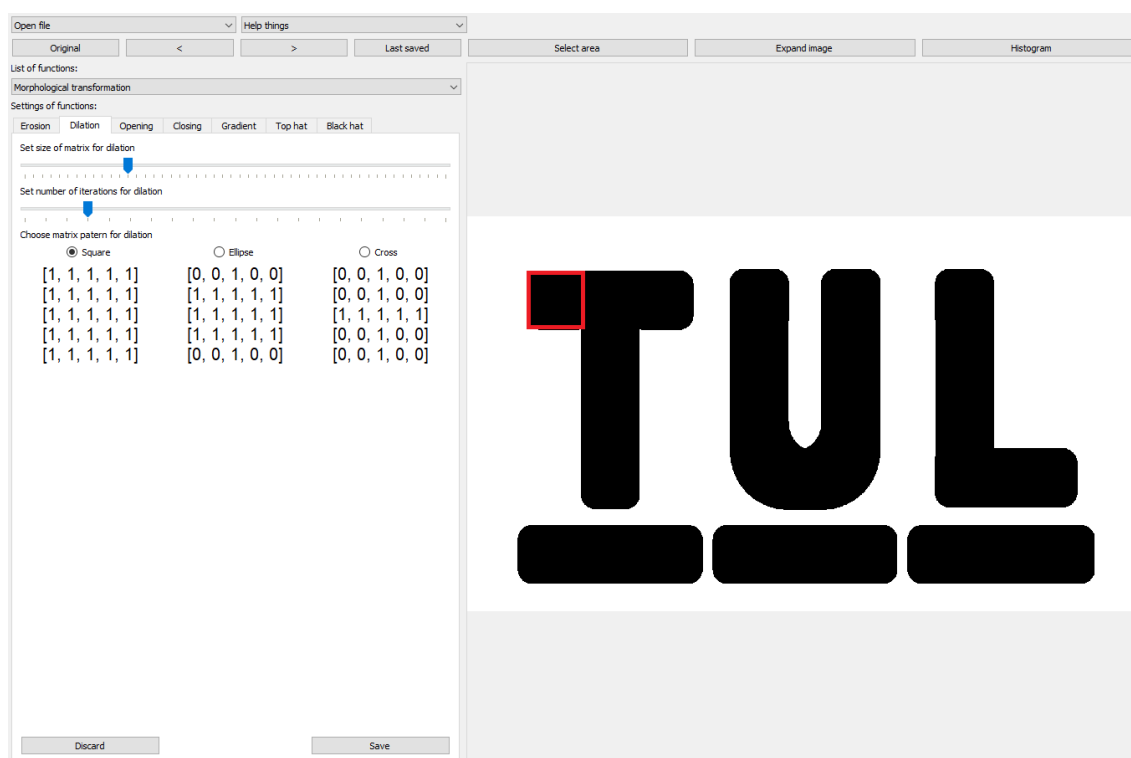 Open file Help things
Original < > Last saved Select area Expand image Histogram
List of functions:
Morphological transformation
Settings of functions:
Erosion Dilation Opening Closing Gradient Top hat Black hat
Set size of matrix for dilation
Set number of iterations for dilation
Choose matrix patern for dilation
Square Ellipse Cross
[1, 1, 1, 1, 1] [0, 0, 1, 0, 0] [0, 0, 1, 0, 0]
[1, 1, 1, 1, 1] [1, 1, 1, 1, 1] [0, 0, 1, 0, 0]
[1, 1, 1, 1, 1] [1, 1, 1, 1, 1] [1, 1, 1, 1, 1]
[1, 1, 1, 1, 1] [1, 1, 1, 1, 1] [0, 0, 1, 0, 0]
[1, 1, 1, 1, 1] [0, 0, 1, 0, 0] [0, 0, 1, 0, 0]
TUL
Discard Save